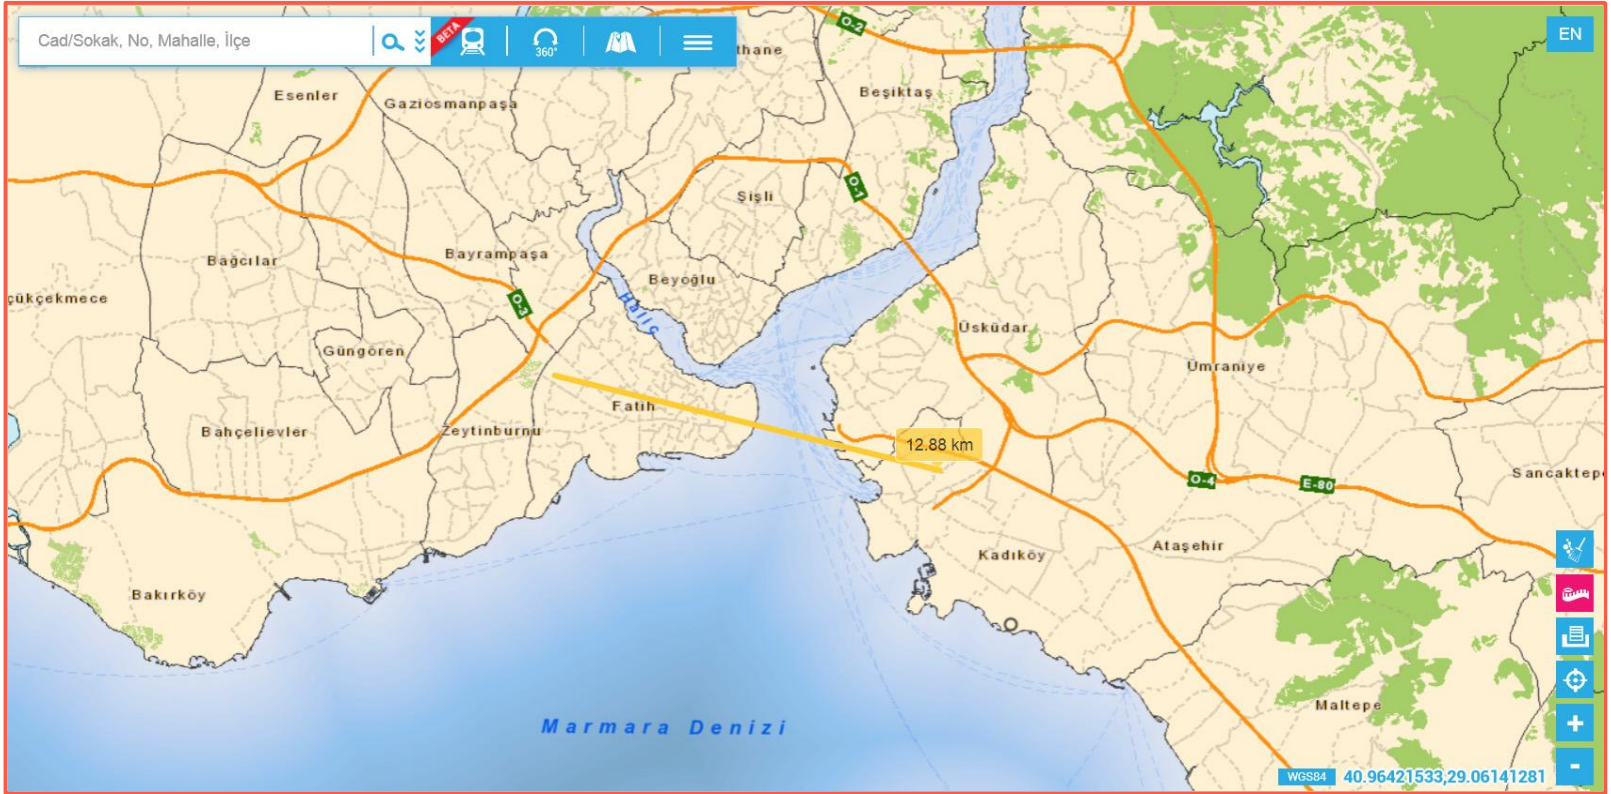 Cad/Sokak, No, Mahalle, İlçe
BETA
360°
EN
thane
O-2
Beşiktaş
Esenler
Gaziosmanpaşa
O-1
Şişli
Bağcılar
Bayrampaşa
Beyoğlu
çükçekmece
O-3
Haliç
Üsküdar
Güngören
Ümraniye
Fatih
Bahçelievler
Zeytinburnu
12.88 km
O-4
E-80
Sancaktepe
Kadıköy
Ataşehir
Bakırköy
Maltepe
Marmara Denizi
WGS84 40.96421533,29.06141281